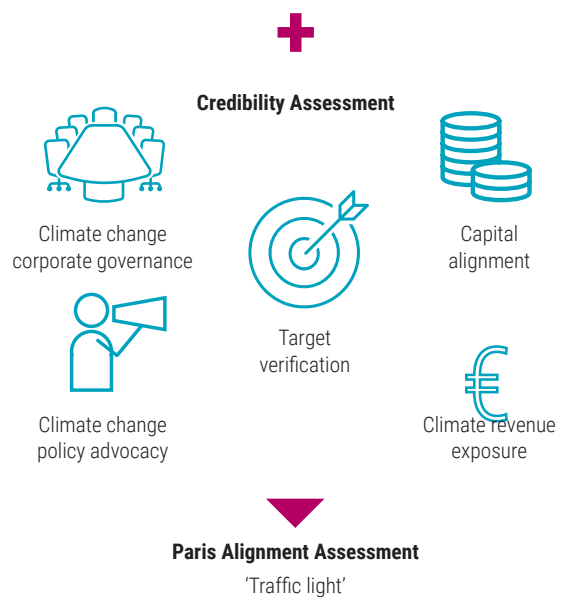 Credibility Assessment
Climate change
corporate governance
Capital
alignment
Target
verification
Climate change
policy advocacy
Climate revenue
exposure
Paris Alignment Assessment
‘Traffic light’